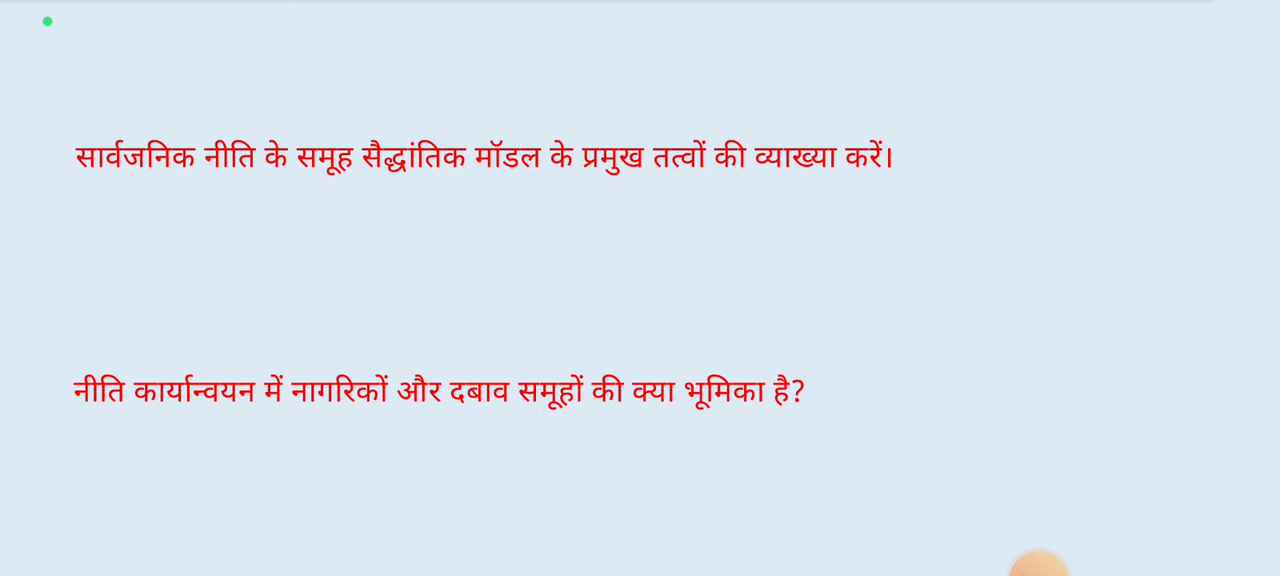 सार्वजनिक नीति के समूह सैद्धांतिक मॉडल के प्रमुख तत्वों की व्याख्या करें।
नीति कार्यान्वयन में नागरिकों और दबाव समूहों की क्या भूमिका है?